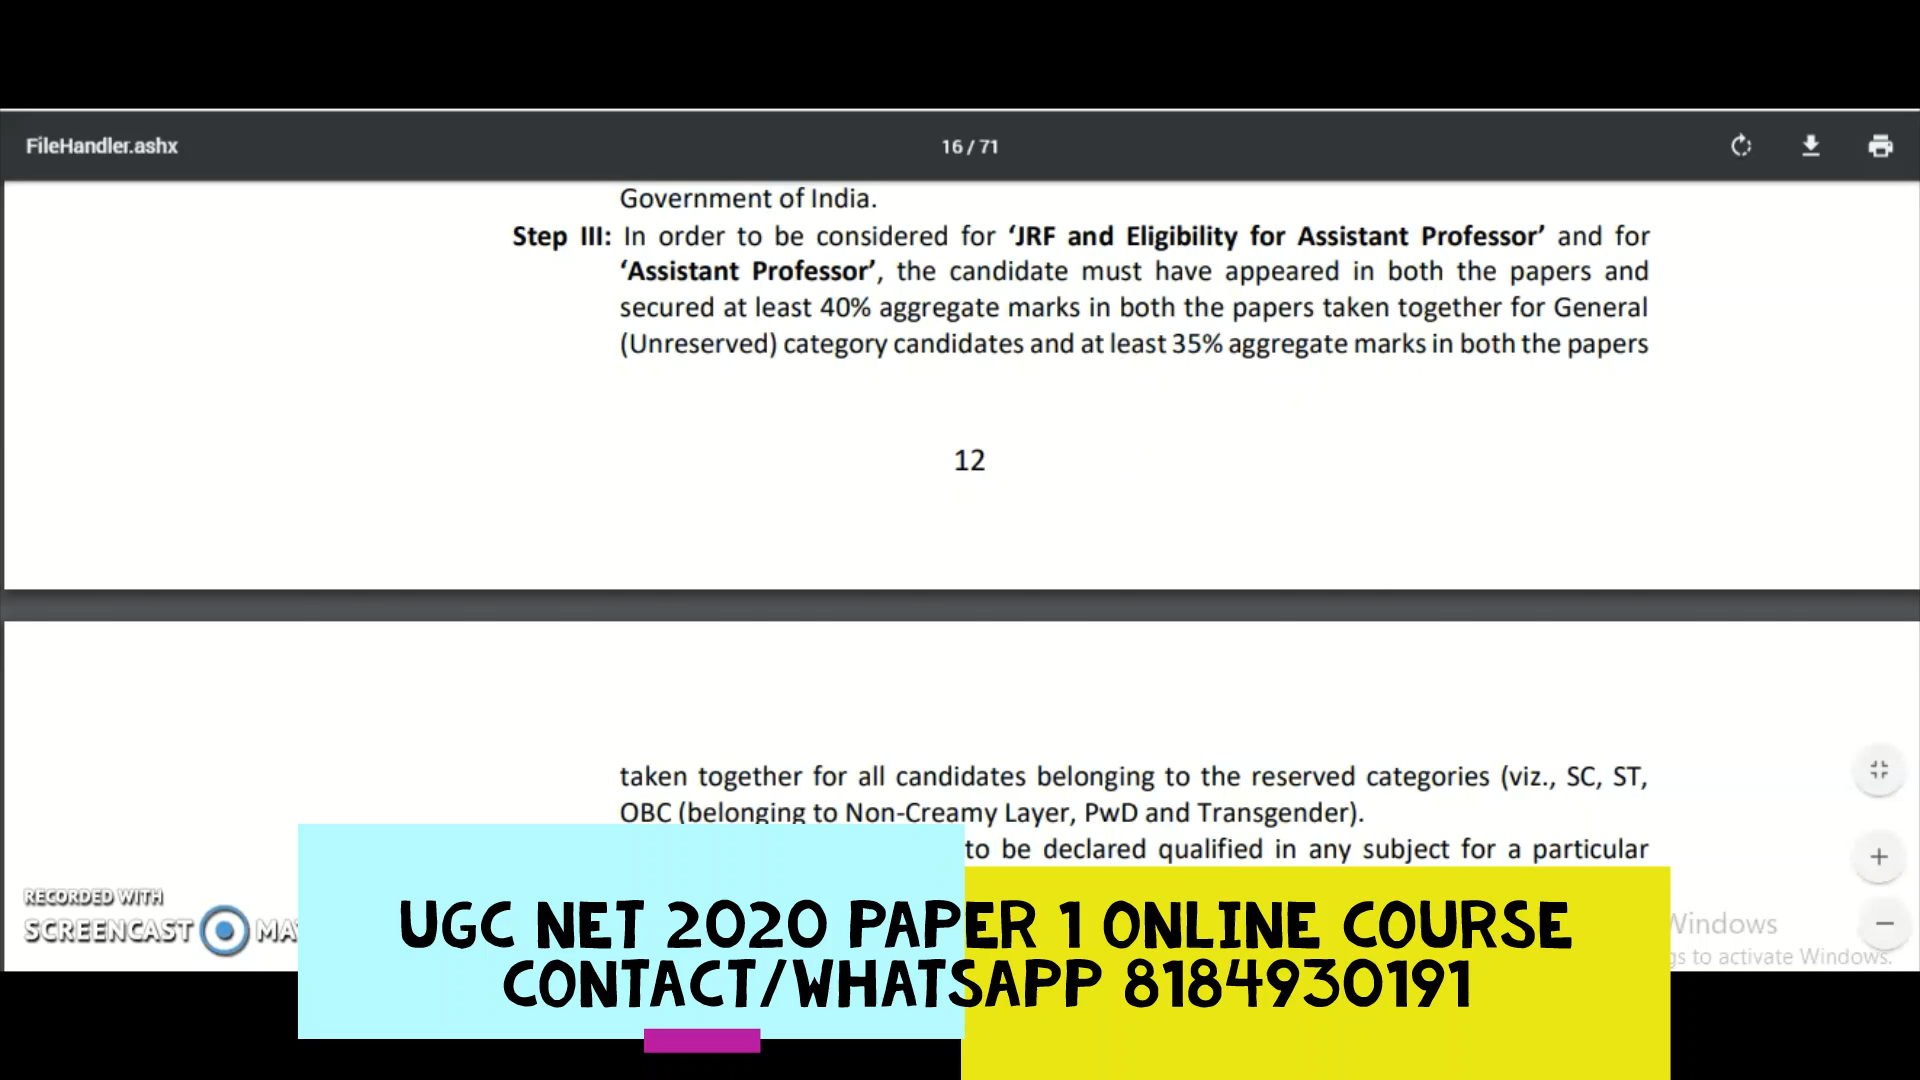 FileHandler.ashx
16 / 71
Government of India.
Step III: In order to be considered for ‘JRF and Eligibility for Assistant Professor’ and for
‘Assistant Professor’, the candidate must have appeared in both the papers and
secured at least 40% aggregate marks in both the papers taken together for General
(Unreserved) category candidates and at least 35% aggregate marks in both the papers
12
taken together for all candidates belonging to the reserved categories (viz., SC, ST,
OBC (belonging to Non-Creamy Layer, PwD and Transgender).
to be declared qualified in any subject for a particular
RECORDED WITH
SCREENCAST MA
UGC NET 2020 PAPER 1 ONLINE COURSE
CONTACT/WHATSAPP 8184930191
Windows
to activate Windows.